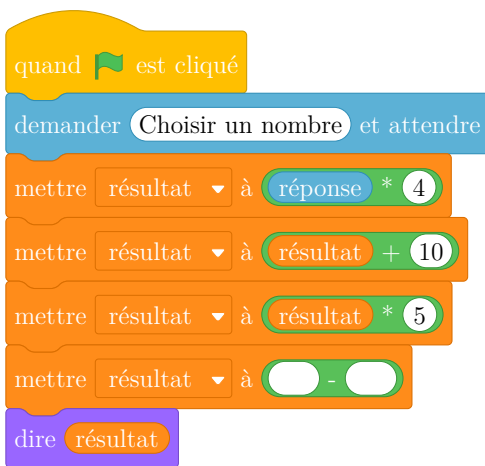 quand est cliqué
demander Choisir un nombre et attendre
mettre résultat à réponse * 4
mettre résultat à résultat + 10
mettre résultat à résultat * 5
mettre résultat à -
dire résultat